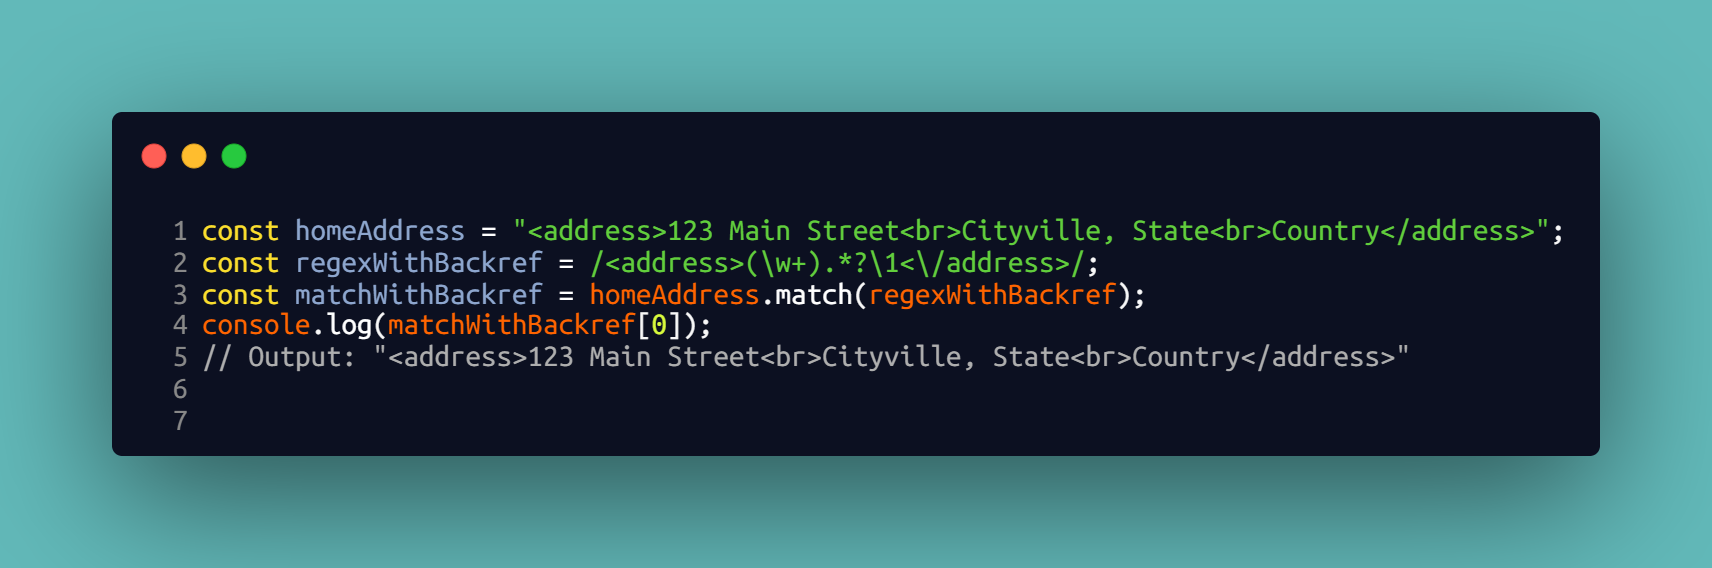 1 const homeAddress = "<address>123 Main Street<br>Cityville, State<br>Country</address>";
2 const regexWithBackref = /<address>(\w+).*?\1<\/address>/;
3 const matchWithBackref = homeAddress.match(regexWithBackref);
4 console.log(matchWithBackref[0]);
5 // Output: "<address>123 Main Street<br>Cityville, State<br>Country</address>"
6
7